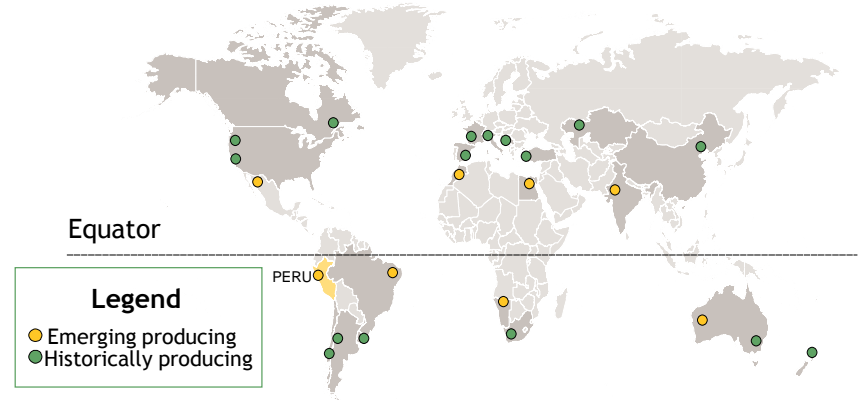 Equator
PERU
Legend
Emerging producing
Historically producing